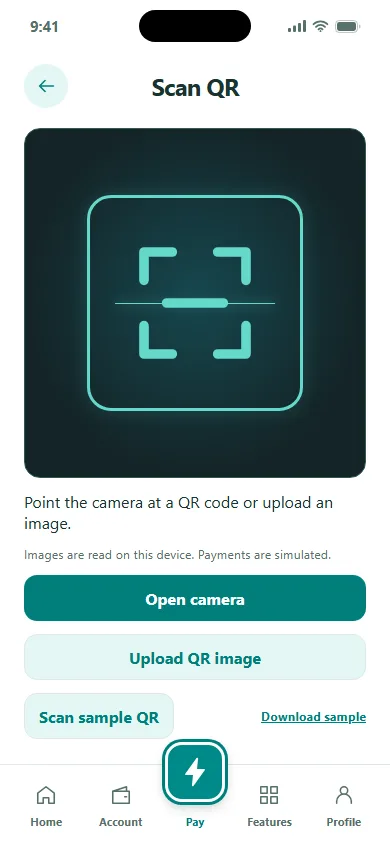 9:41
Scan QR
Point the camera at a QR code or upload an
image.
Images are read on this device. Payments are simulated.
Open camera
Upload QR image
Scan sample QR
Download sample
Home
Account
Pay
Features
Profile